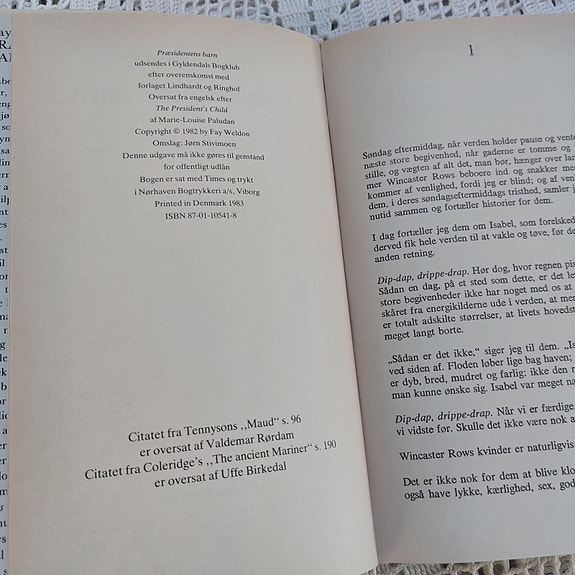 Præsidentens barn
udsendes i Gyldendals Bogklub
efter overenskomst med
forlaget Lindhardt og Ringhof
Oversat fra engelsk efter
The President's Child
af Marie-Louise Paludan
Copyright © 1982 by Fay Weldon
Omslag: Jørn Stivimoen
Denne udgave må ikke gøres til genstand
for offentligt udlån
Bogen er sat med Times og trykt
i Nørhaven Bogtrykkeri a/s, Viborg
Printed in Denmark 1983
ISBN 87-01-10541-8
Citatet fra Tennysons ,,Maud“ s. 96
er oversat af Valdemar Rørdam
Citatet fra Coleridge's ,,The ancient Mariner“ s. 190
er oversat af Uffe Birkedal
1
Søndag eftermiddag, når verden holder pause og vente
næste store begivenhed, når gaderne er tomme og
stille, og vægten af alt det, man bør, hænger over lan
mer Wincaster Rows beboere ind og snakker me
kommer af venlighed, fordi jeg er blind; og af ven
dem, i deres søndagseftermiddags tristhed, samler j
nutid sammen og fortæller historier for dem.
I dag fortæller jeg dem om Isabel, som forelsked
derved fik hele verden til at vakle og tøve, før de
anden retning.
Dip-dap, drippe-drap. Hør dog, hvor regnen pis
Sådan en dag, på et sted som dette, er det let
store begivenheder ikke har noget med os at
skåret fra energikilderne ude i verden, at me
er totalt adskilte størrelser, at livets hovedst
meget langt borte.
„Sådan er det ikke,“ siger jeg til dem. „Is
ved siden af. Floden løber lige bag haven;
er dyb, bred, mudret og farlig: ikke den r
man kunne ønske sig. Isabel var meget na
Dip-dap, drippe-drap. Når vi er færdige
vi vidste før. Skulle det ikke være nok a
Wincaster Rows kvinder er naturligvis
Det er ikke nok for dem at blive klo
også have lykke, kærlighed, sex, god